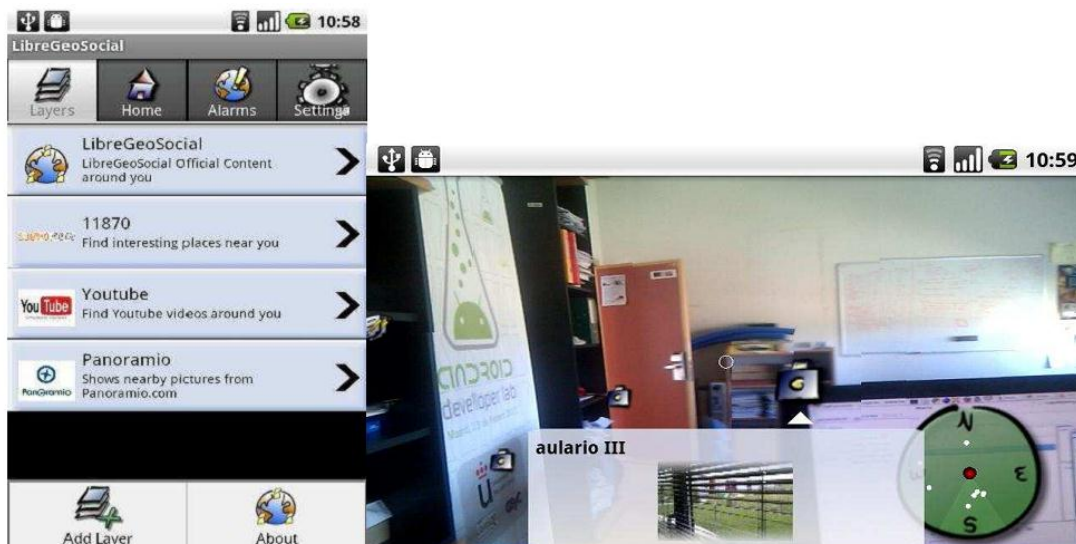 10:58
LibreGeoSocial
Layers
Home
Alarms
Settings
LibreGeoSocial
LibreGeoSocial Official Content
around you
11870
Find interesting places near you
You Tube
Youtube
Find Youtube videos around you
Panoramio
Panoramio
Shows nearby pictures from
Panoramio.com
Add Layer
About
10:59
ANDROID
developer lab
aulario III
G
N
E
S